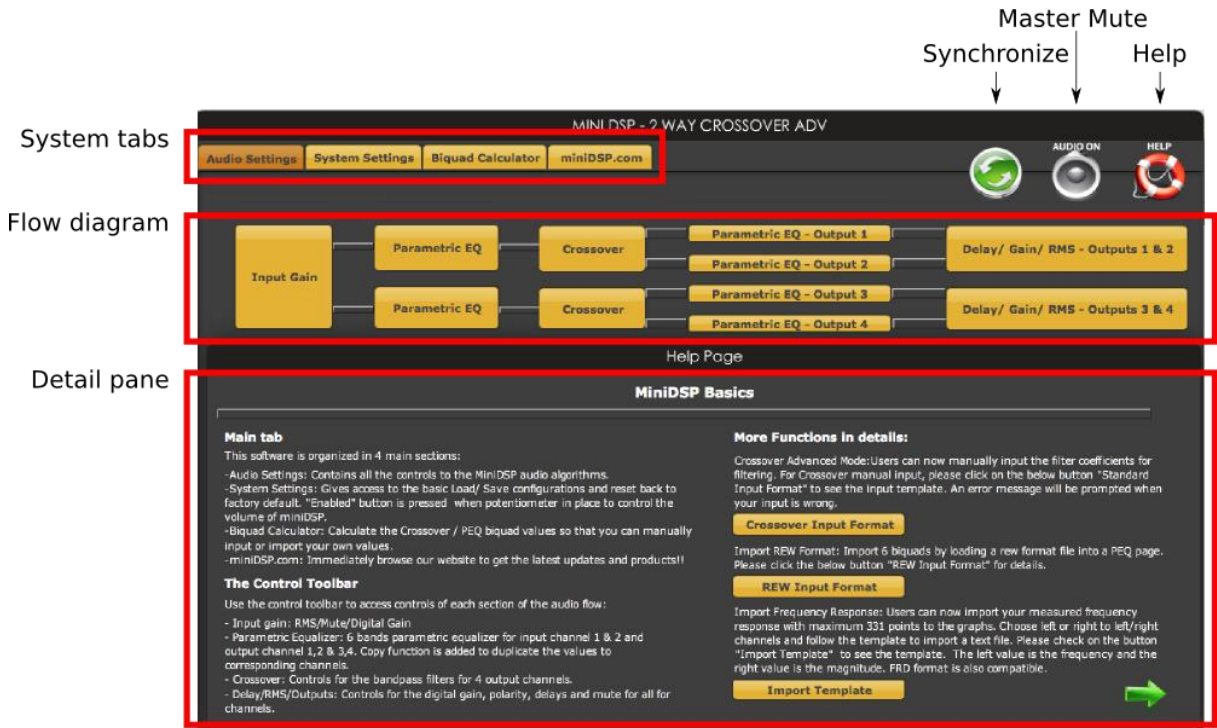 Master Mute
Synchronize
Help
System tabs
MINI DSP - 2 WAY CROSSOVER ADV
Audio Settings
System Settings
Biquad Calculator
miniDSP.com
AUDIO ON
HELP
Flow diagram
Input Gain
Parametric EQ
Crossover
Parametric EQ - Output 1
Parametric EQ - Output 2
Delay/ Gain/ RMS - Outputs 1 & 2
Parametric EQ
Crossover
Parametric EQ - Output 3
Parametric EQ - Output 4
Delay/ Gain/ RMS - Outputs 3 & 4
Help Page
Detail pane
MiniDSP Basics
Main tab
This software is organized in 4 main sections:
-Audio Settings: Contains all the controls to the MiniDSP audio algorithms.
-System Settings: Gives access to the basic Load/ Save configurations and reset back to
factory default. "Enabled" button is pressed when potentiometer in place to control the
volume of miniDSP.
-Biquad Calculator: Calculate the Crossover / PEQ biquad values so that you can manually
input or import your own values.
-miniDSP.com: Immediately browse our website to get the latest updates and products!!
The Control Toolbar
Use the control toolbar to access controls of each section of the audio flow:
- Input gain: RMS/Mute/Digital Gain
- Parametric Equalizer: 6 bands parametric equalizer for input channel 1 & 2 and
output channel 1,2 & 3,4. Copy function is added to duplicate the values to
corresponding channels.
- Crossover: Controls for the bandpass filters for 4 output channels.
- Delay/RMS/Outputs: Controls for the digital gain, polarity, delays and mute for all for
channels.
More Functions in details:
Crossover Advanced Mode:Users can now manually input the filter coefficients for
filtering. For Crossover manual input, please click on the below button "Standard
Input Format" to see the input template. An error message will be prompted when
your input is wrong.
Crossover Input Format
Import REW Format: Import 6 biquads by loading a rew format file into a PEQ page.
Please click the below button "REW Input Format" for details.
REW Input Format
Import Frequency Response: Users can now import your measured frequency
response with maximum 331 points to the graphs. Choose left or right to left/right
channels and follow the template to import a text file. Please check on the button
"Import Template" to see the template. The left value is the frequency and the
right value is the magnitude. FRD format is also compatible.
Import Template